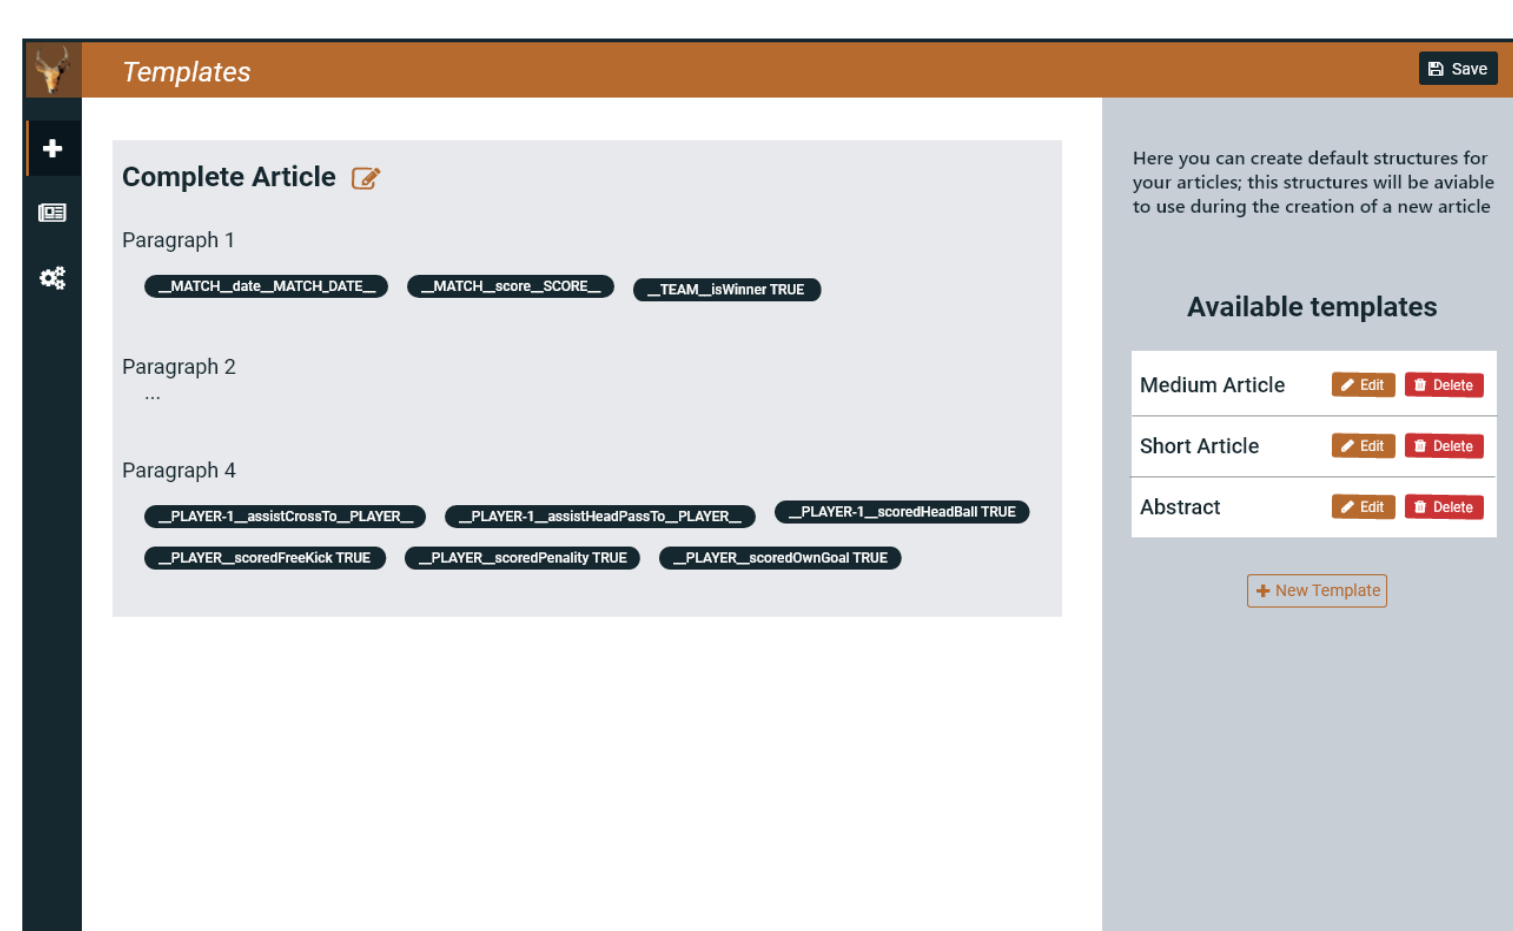 Templates
Save
Complete Article
Paragraph 1
__MATCH__date__MATCH_DATE__ __MATCH__score__SCORE__ __TEAM__isWinner TRUE
Paragraph 2
...
Paragraph 4
__PLAYER-1__assistCrossTo__PLAYER__ __PLAYER-1__assistHeadPassTo__PLAYER__ __PLAYER-1__scoredHeadBall TRUE
__PLAYER__scoredFreeKick TRUE __PLAYER__scoredPenality TRUE __PLAYER__scoredOwnGoal TRUE
Here you can create default structures for
your articles; this structures will be aviable
to use during the creation of a new article
Available templates
Medium Article Edit Delete
Short Article Edit Delete
Abstract Edit Delete
New Template